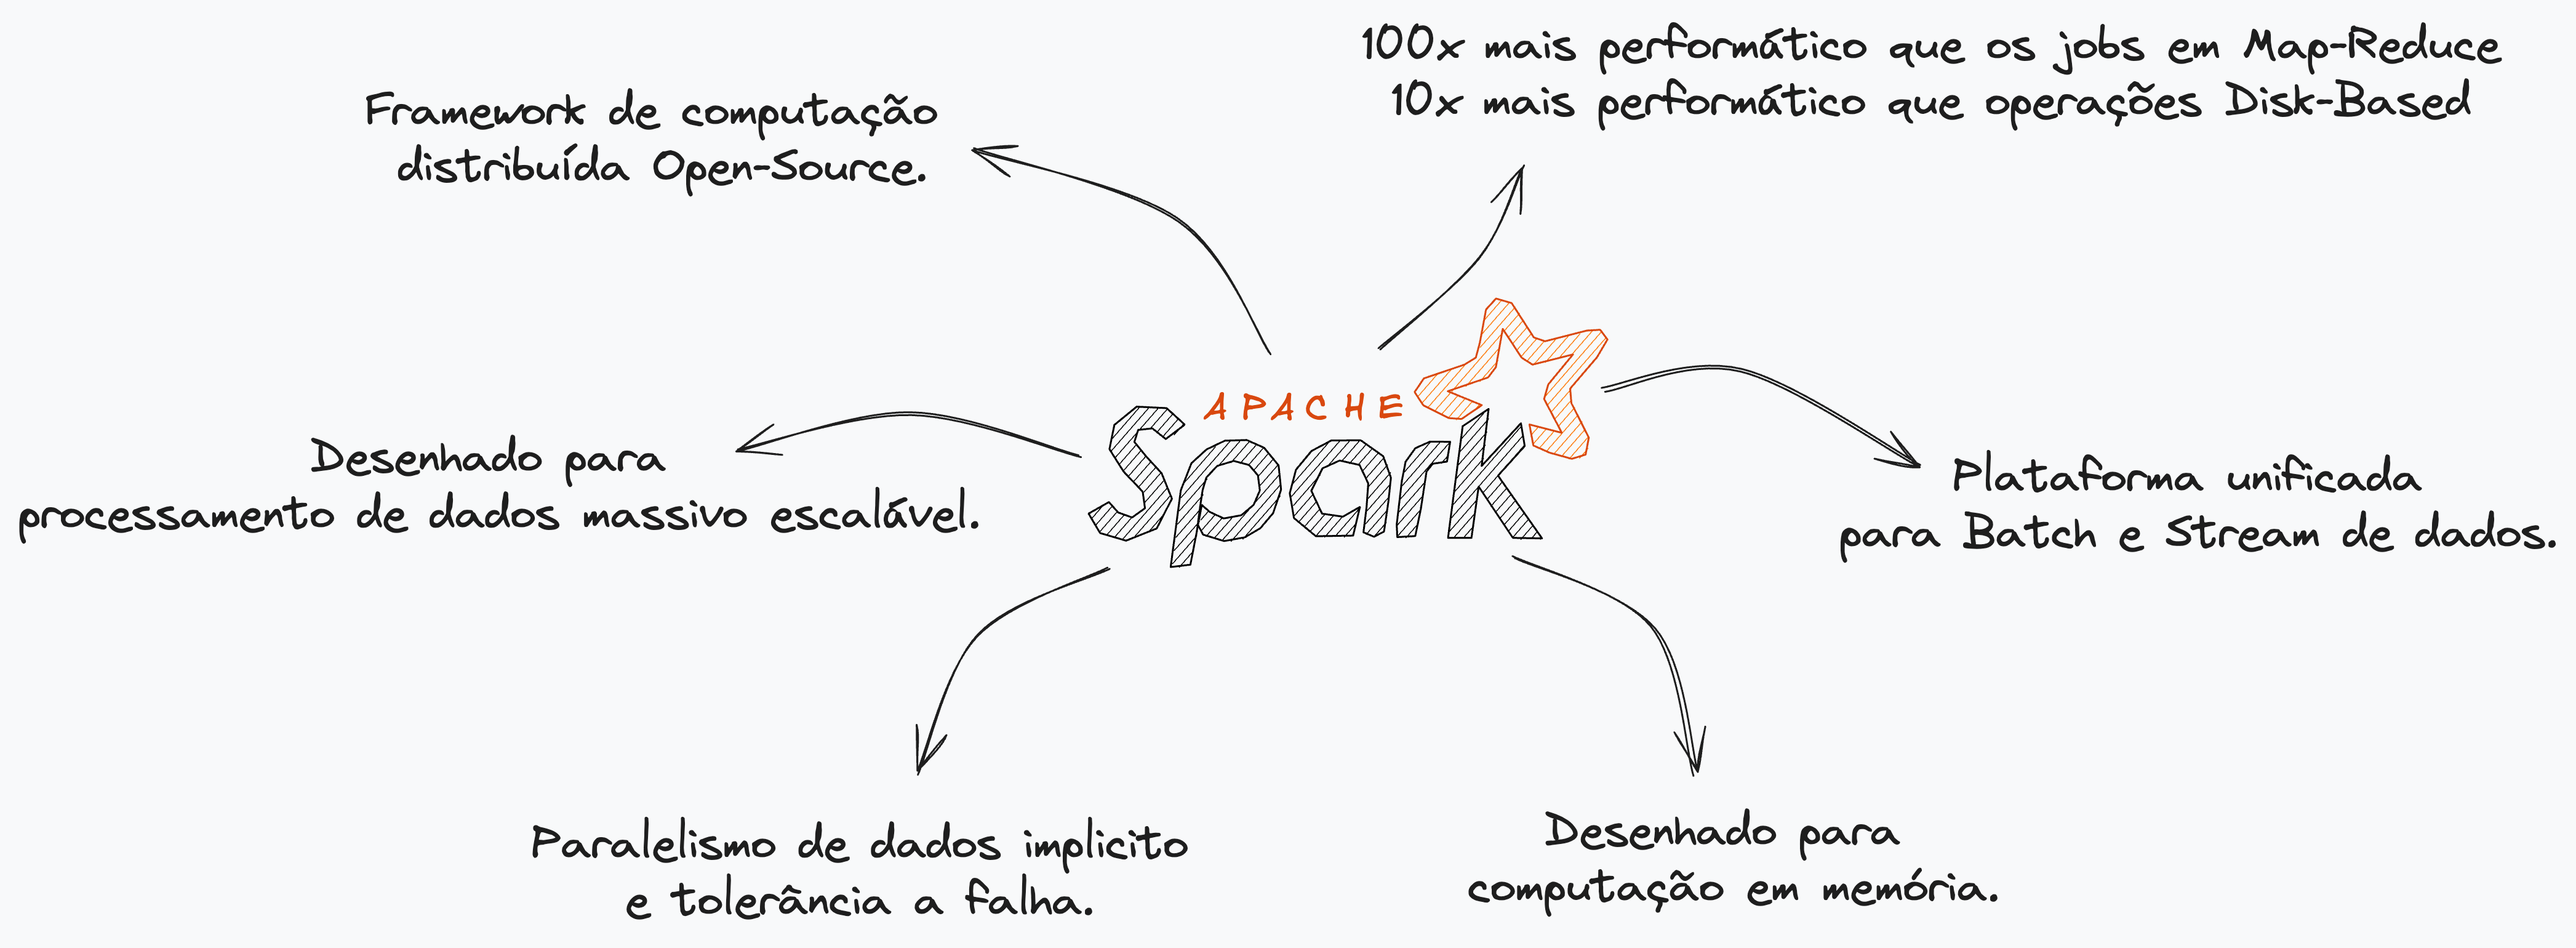 100x mais performático que os jobs em Map-Reduce
10x mais performático que operações Disk-Based
Framework de computação
distribuída Open-Source.
APACHE
Spark
Desenhado para
processamento de dados massivo escalável.
Plataforma unificada
para Batch e Stream de dados.
Paralelismo de dados implicito
e tolerância a falha.
Desenhado para
computação em memória.